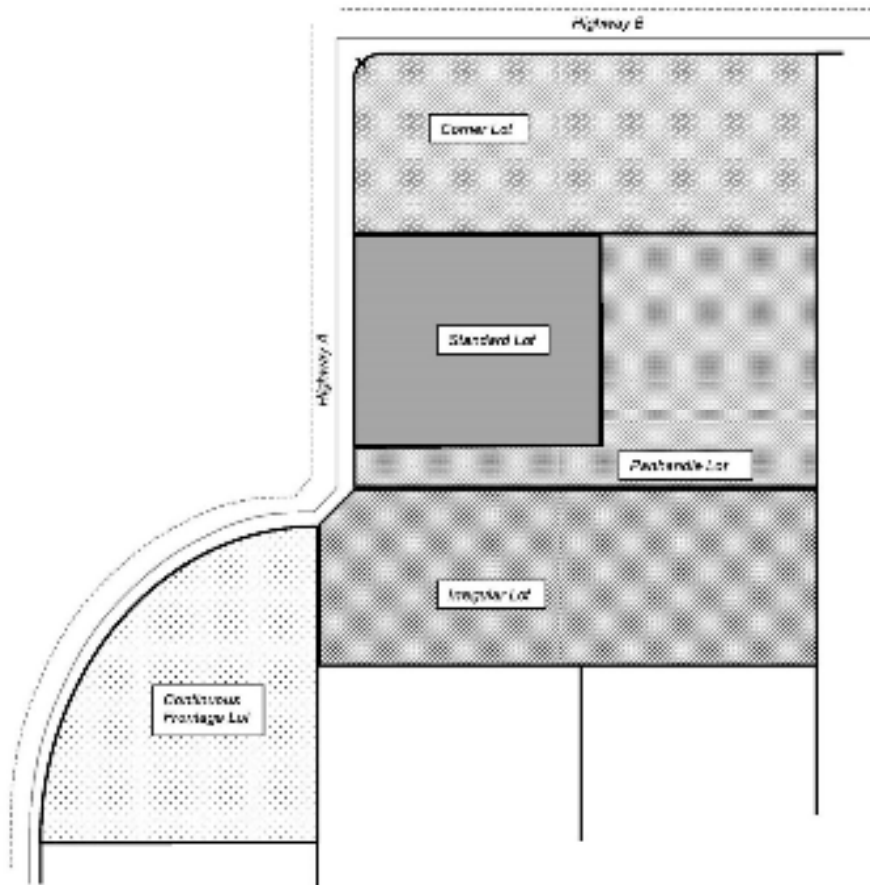 Highway B
Corner Lot
Standard Lot
Highway A
Panhandle Lot
Irregular Lot
Continuous
Frontage Lot